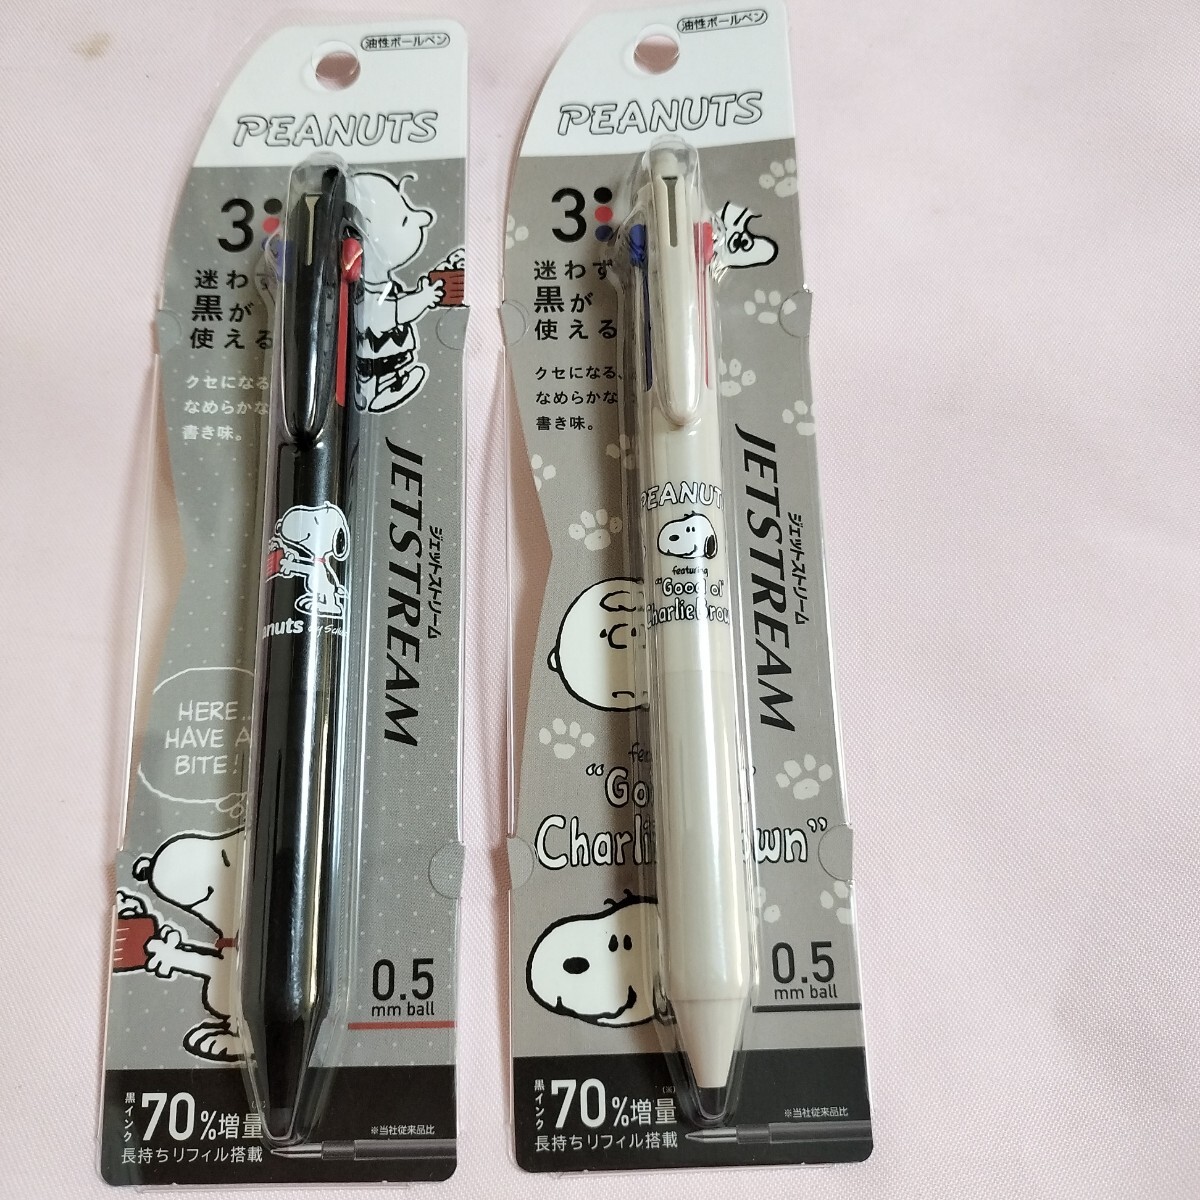 油性ボールペン
PEANUTS
3
迷わず
黒が
使える
クセになる
なめらかな
書き味。
JETSTREAM
ジェットストリーム
HERE..
HAVE A
BITE!
0.5
mm ball
黒インク
70%増量
※当社従来品比
長持ちリフィル搭載
油性ボールペン
PEANUTS
3
迷わず
黒が
使える
クセになる、
なめらかな
書き味。
PEANUT
featuring
"Good ol'
Charlie Brow
JETSTREAM
ジェットストリーム
"Go
Charli
wn"
0.5
mm ball
黒インク
70%増量
※当社従来品比
長持ちリフィル搭載